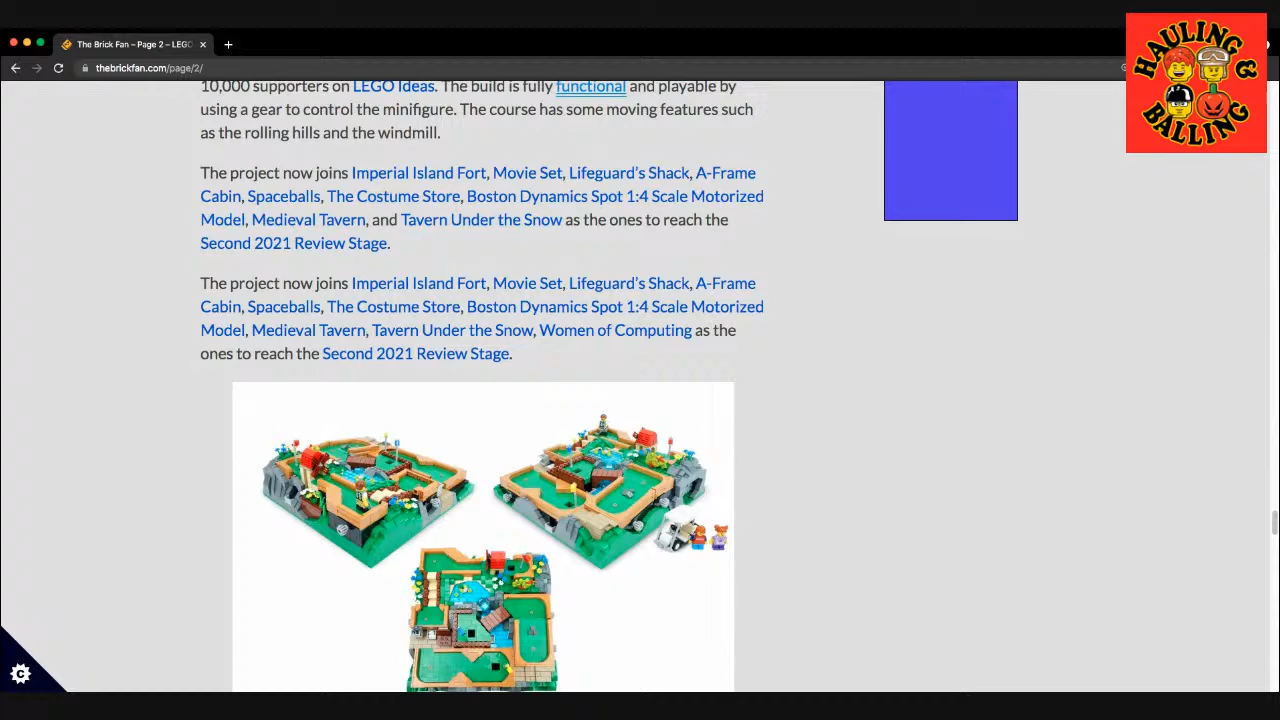 The Brick Fan – Page 2 – LEGO
thebrickfan.com/page/2/
HAULING &
BALLING
10,000 supporters on LEGO Ideas. The build is fully functional and playable by
using a gear to control the minifigure. The course has some moving features such
as the rolling hills and the windmill.
The project now joins Imperial Island Fort, Movie Set, Lifeguard’s Shack, A-Frame
Cabin, Spaceballs, The Costume Store, Boston Dynamics Spot 1:4 Scale Motorized
Model, Medieval Tavern, and Tavern Under the Snow as the ones to reach the
Second 2021 Review Stage.
The project now joins Imperial Island Fort, Movie Set, Lifeguard’s Shack, A-Frame
Cabin, Spaceballs, The Costume Store, Boston Dynamics Spot 1:4 Scale Motorized
Model, Medieval Tavern, Tavern Under the Snow, Women of Computing as the
ones to reach the Second 2021 Review Stage.